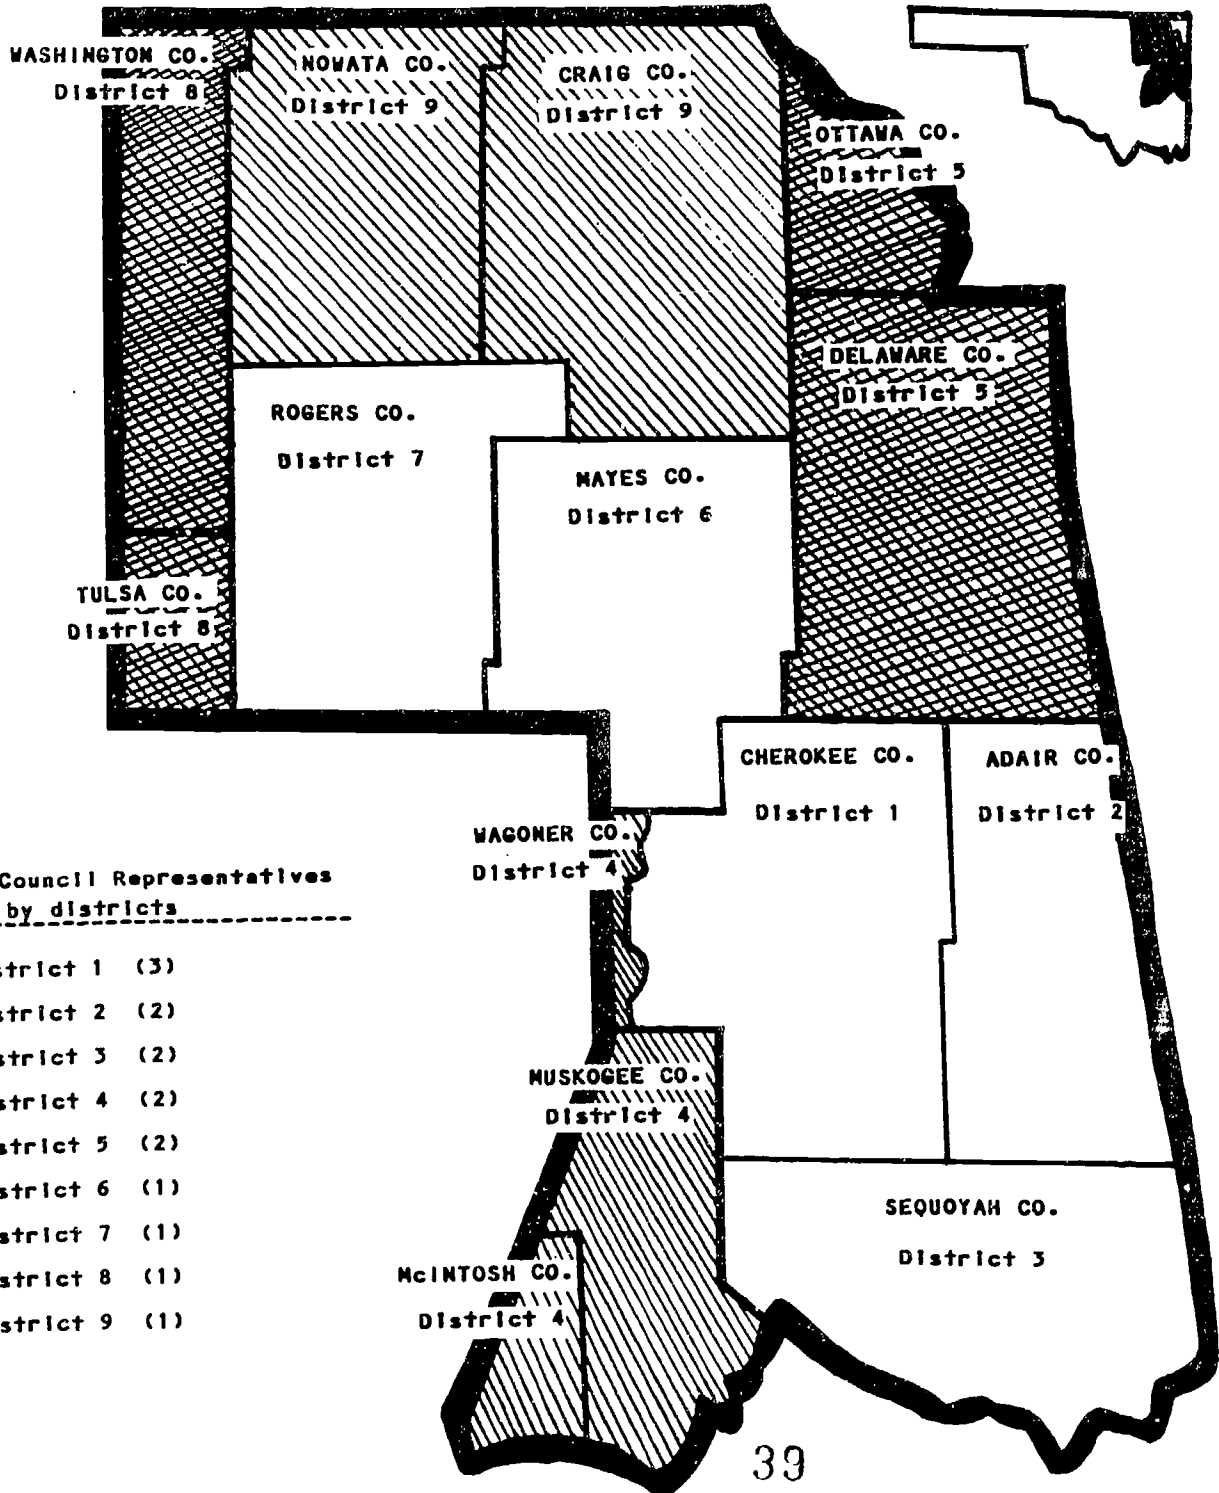 WASHINGTON CO.
District 8
NOWATA CO.
District 9
CRAIG CO.
District 9
OTTAWA CO.
District 5
DELAWARE CO.
District 5
ROGERS CO.
District 7
MAYES CO.
District 6
TULSA CO.
District 8
CHEROKEE CO.
District 1
ADAIR CO.
District 2
WAGONER CO.
District 4
Council Representatives
by districts
strict 1 (3)
strict 2 (2)
strict 3 (2)
strict 4 (2)
strict 5 (2)
strict 6 (1)
strict 7 (1)
strict 8 (1)
strict 9 (1)
MUSKOGEE CO.
District 4
SEQUOYAH CO.
District 3
McINTOSH CO.
District 4
39